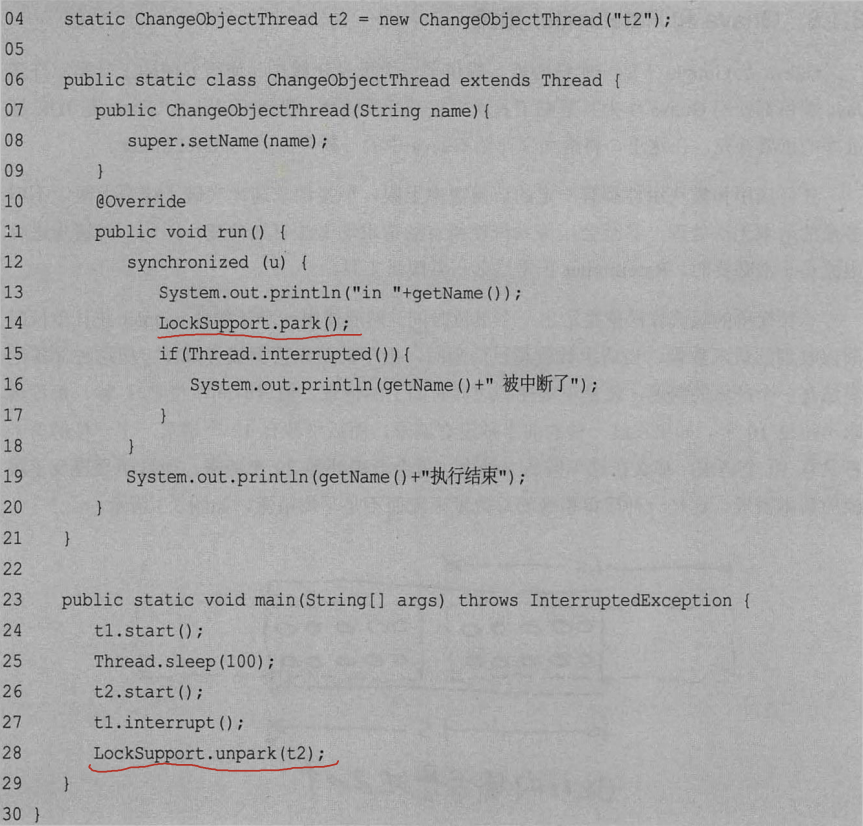 04 static ChangeObjectThread t2 = new ChangeObjectThread("t2");
05
06 public static class ChangeObjectThread extends Thread {
07 public ChangeObjectThread(String name){
08 super.setName(name);
09 }
10 @Override
11 public void run() {
12 synchronized (u) {
13 System.out.println("in "+getName());
14 LockSupport.park();
15 if(Thread.interrupted()){
16 System.out.println(getName()+" 被中断了");
17 }
18 }
19 System.out.println(getName()+"执行结束");
20 }
21 }
22
23 public static void main(String[] args) throws InterruptedException {
24 t1.start();
25 Thread.sleep(100);
26 t2.start();
27 t1.interrupt();
28 LockSupport.unpark(t2);
29 }
30 }